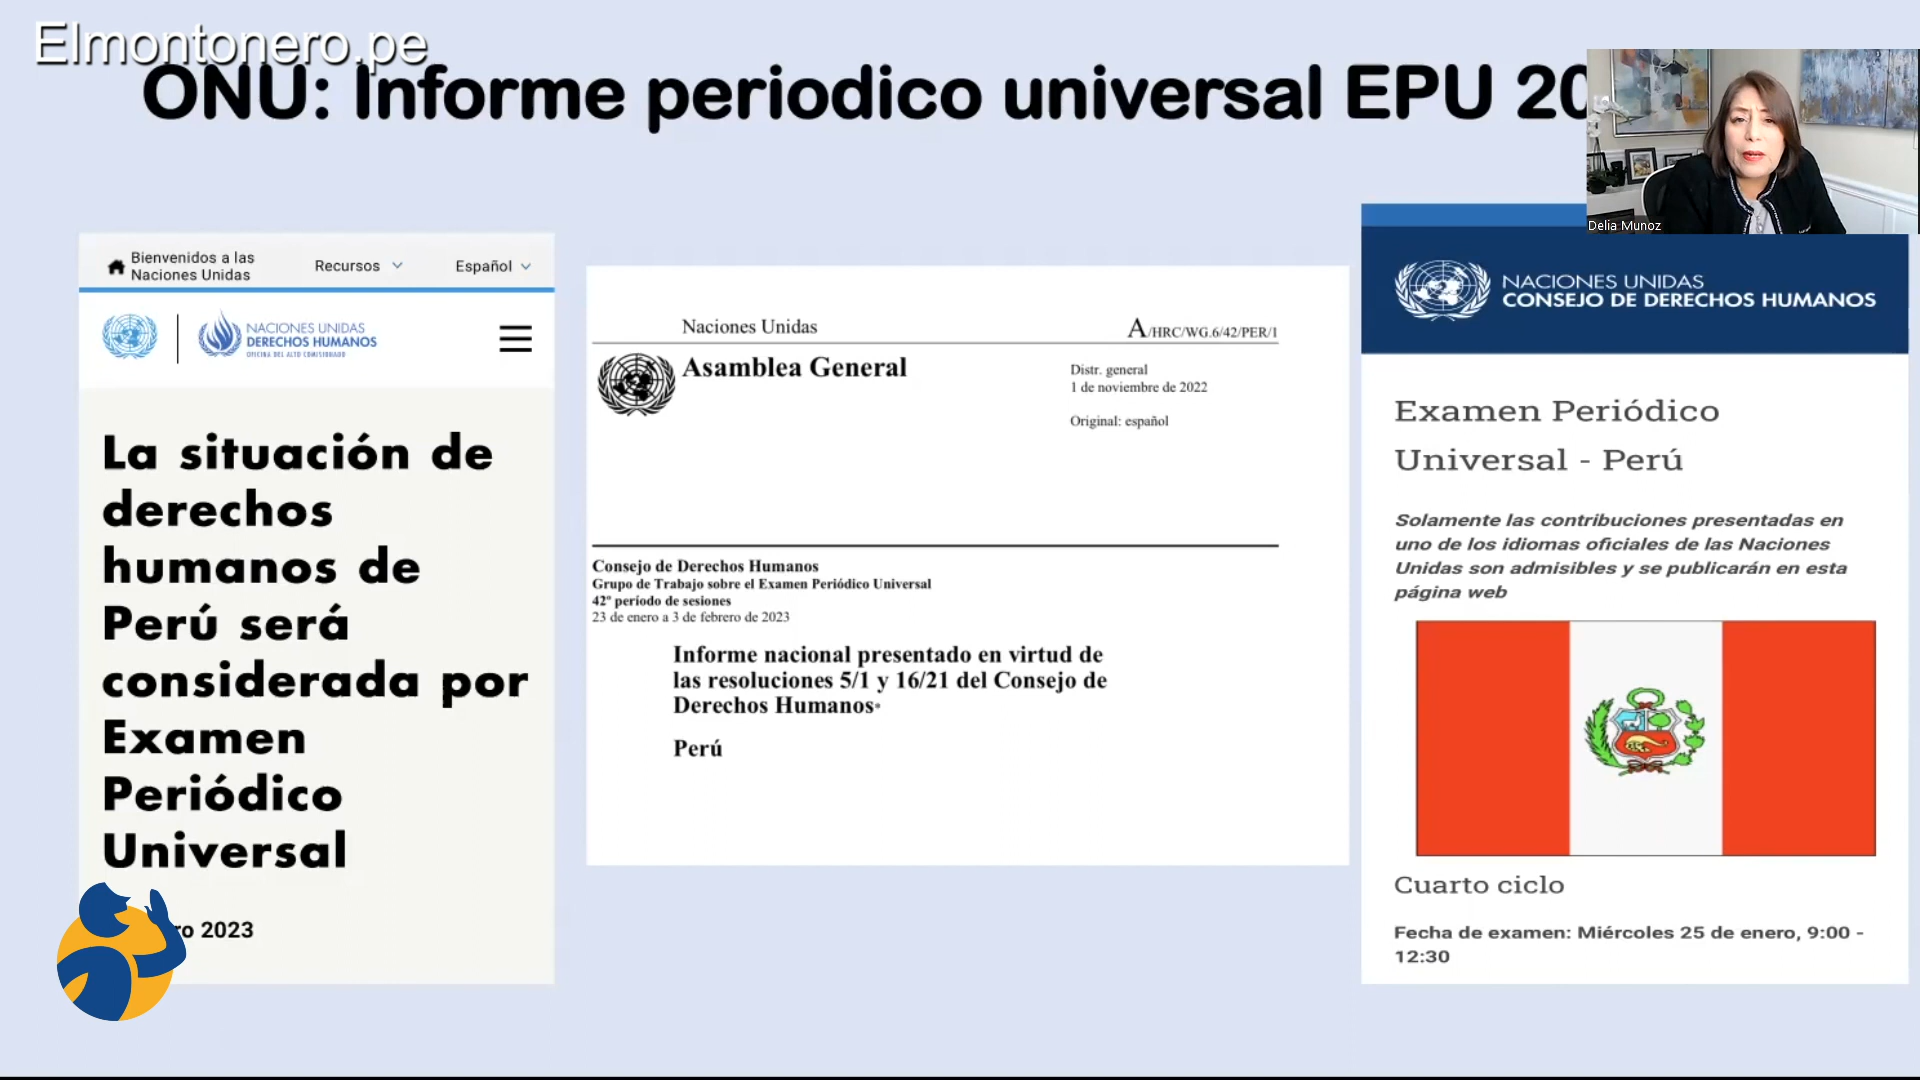 Elmontonero.pe
ONU: Informe periodico universal EPU 20
Delia Munoz
Bienvenidos a las
Naciones Unidas
Recursos
Español
NACIONES UNIDAS
DERECHOS HUMANOS
OFICINA DEL ALTO COMISIONADO
La situación de
derechos
humanos de
Perú será
considerada por
Examen
Periódico
Universal
ro 2023
Naciones Unidas
A/HRC/WG.6/42/PER/1
Asamblea General
Distr. general
1 de noviembre de 2022
Original: español
Consejo de Derechos Humanos
Grupo de Trabajo sobre el Examen Periódico Universal
42º período de sesiones
23 de enero a 3 de febrero de 2023
Informe nacional presentado en virtud de
las resoluciones 5/1 y 16/21 del Consejo de
Derechos Humanos*
Perú
NACIONES UNIDAS
CONSEJO DE DERECHOS HUMANOS
Examen Periódico
Universal - Perú
Solamente las contribuciones presentadas en
uno de los idiomas oficiales de las Naciones
Unidas son admisibles y se publicarán en esta
página web
Cuarto ciclo
Fecha de examen: Miércoles 25 de enero, 9:00 -
12:30